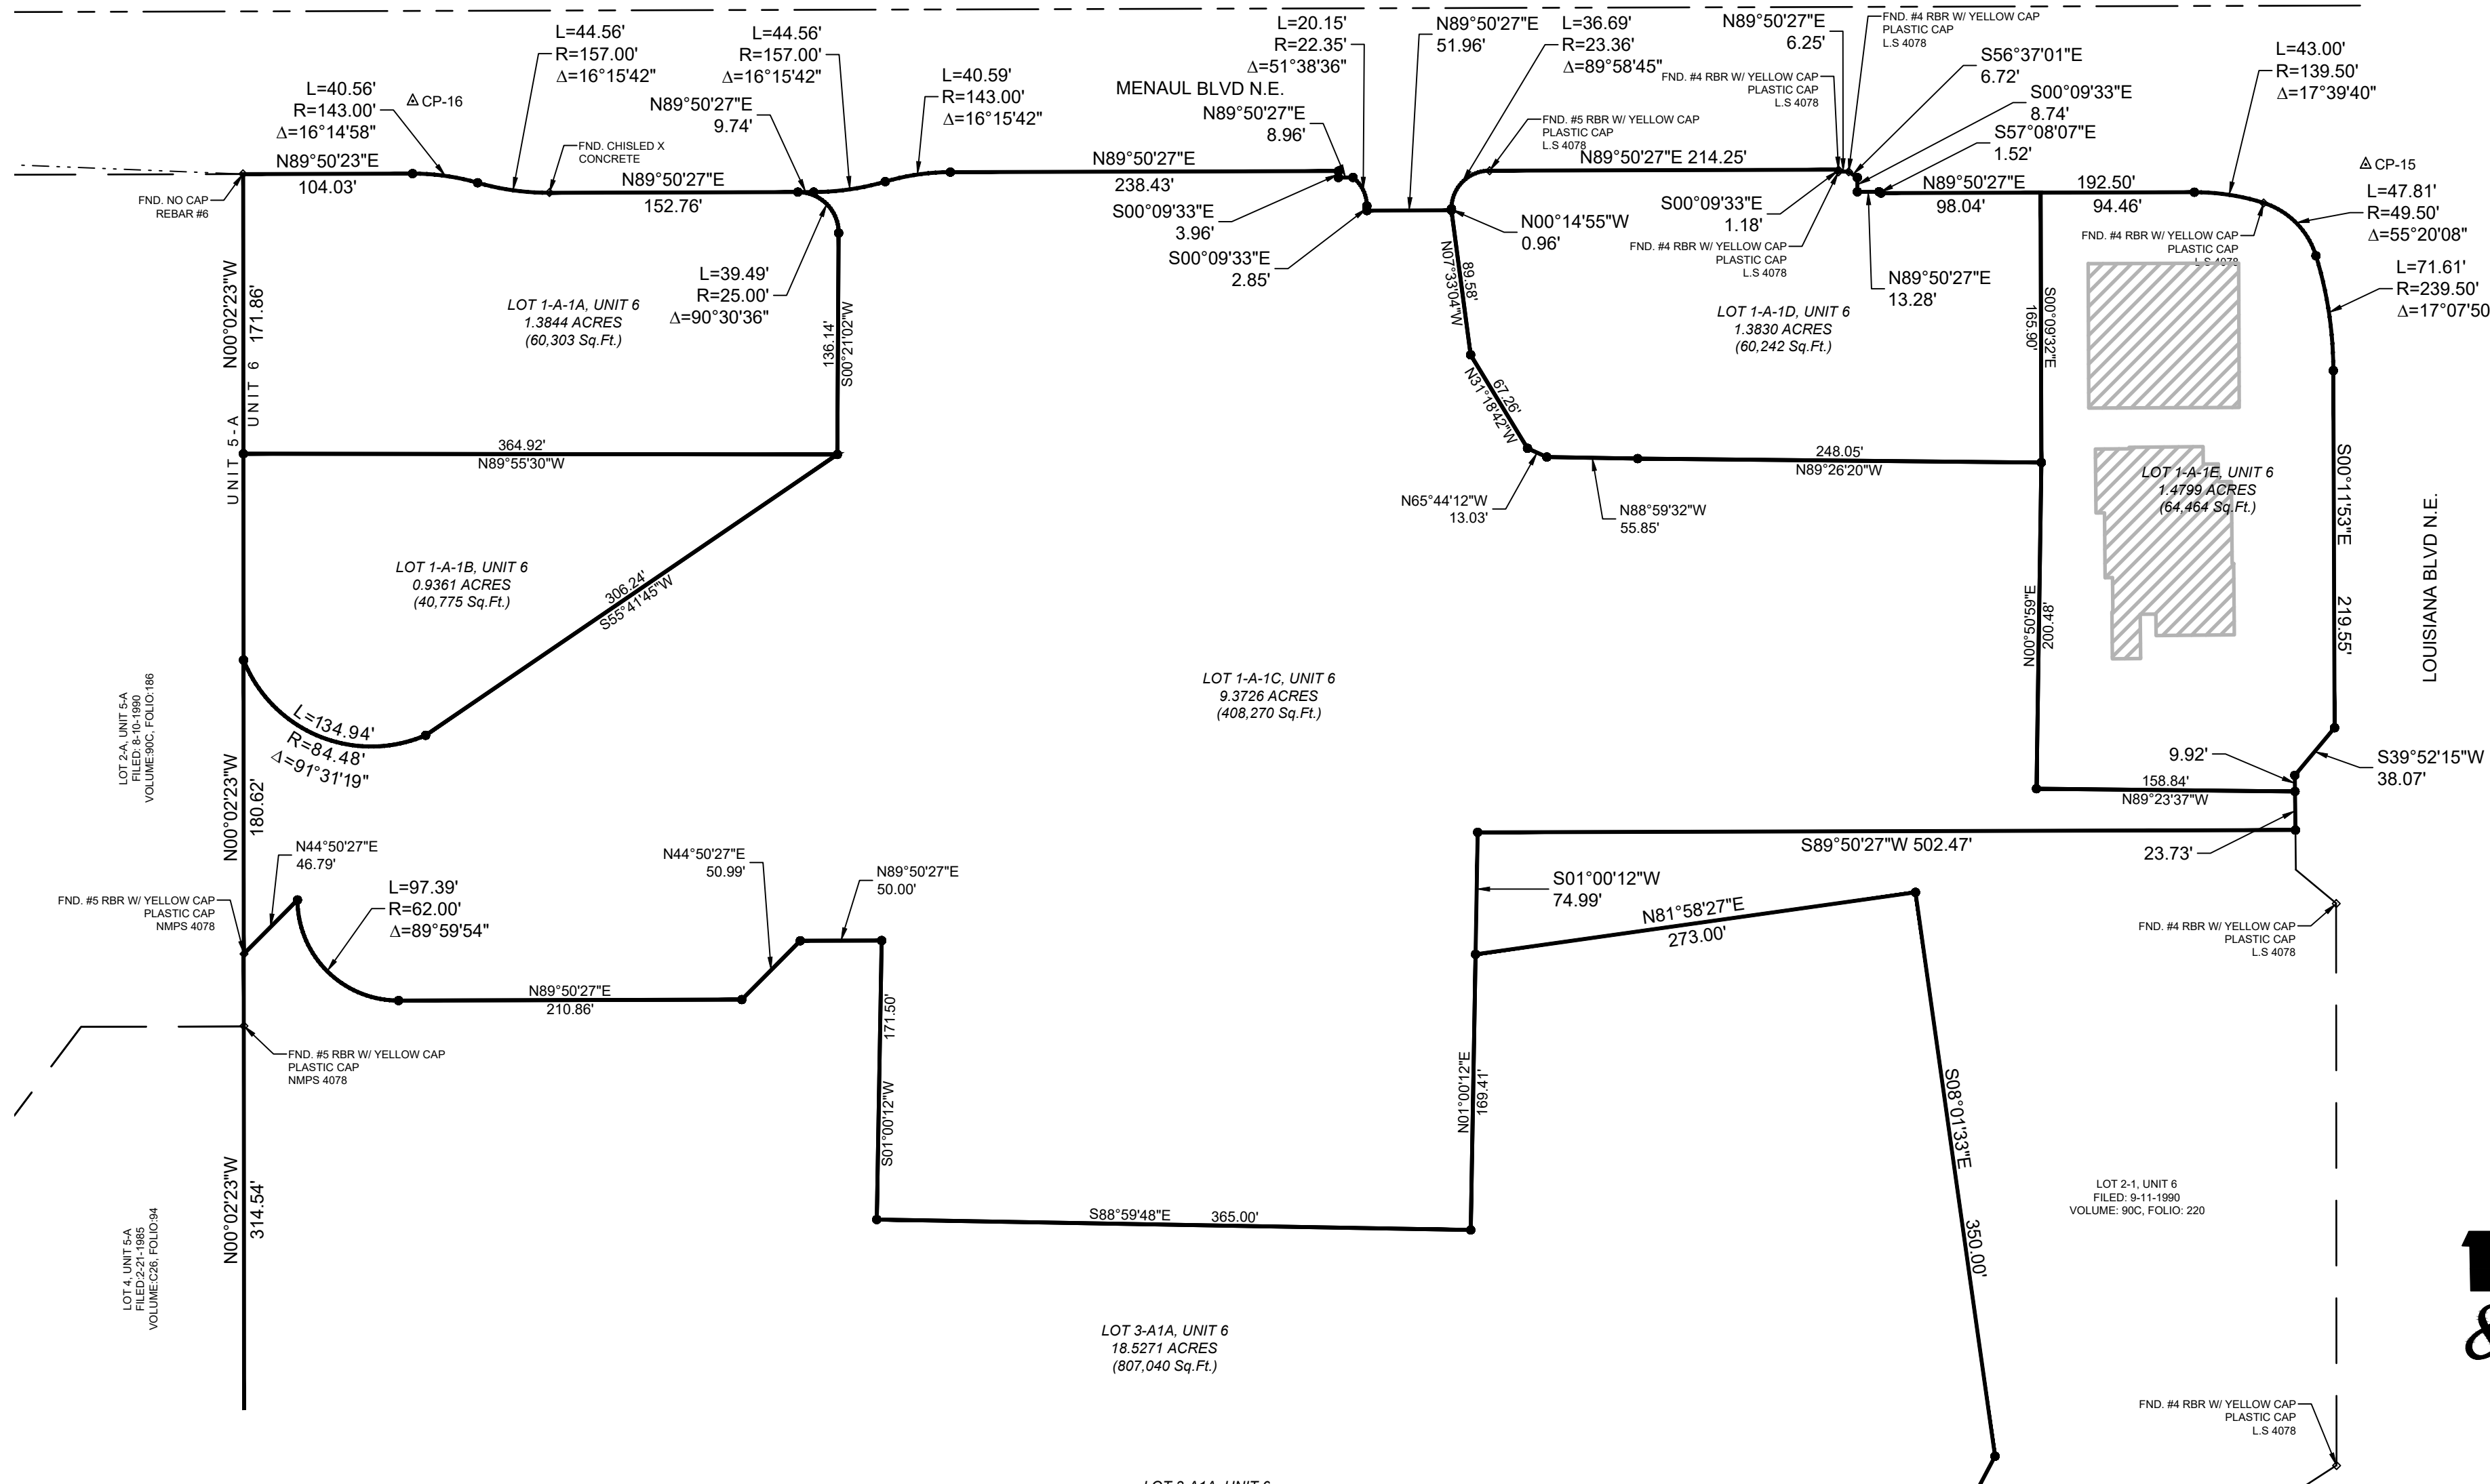 L=40.56'
R=143.00'
Δ=16°14'58"
CP-16
L=44.56'
R=157.00'
Δ=16°15'42"
L=44.56'
R=157.00'
Δ=16°15'42"
N89°50'27"E
9.74'
L=40.59'
R=143.00'
Δ=16°15'42"
MENAUL BLVD N.E.
L=20.15'
R=22.35'
Δ=51°38'36"
N89°50'27"E
8.96'
N89°50'27"E
51.96'
L=36.69'
R=23.36'
Δ=89°58'45"
N89°50'27"E
6.25'
FND. #4 RBR W/ YELLOW CAP
PLASTIC CAP
L.S 4078
FND. #4 RBR W/ YELLOW CAP
PLASTIC CAP
L.S 4078
S56°37'01"E
6.72'
S00°09'33"E
8.74'
S57°08'07"E
1.52'
L=43.00'
R=139.50'
Δ=17°39'40"
CP-15
L=47.81'
R=49.50'
Δ=55°20'08"
L=71.61'
R=239.50'
Δ=17°07'50
FND. #5 RBR W/ YELLOW CAP
PLASTIC CAP
L.S 4078
FND. CHISLED X
CONCRETE
N89°50'23"E
104.03'
N89°50'27"E
152.76'
N89°50'27"E
238.43'
N89°50'27"E 214.25'
N89°50'27"E
98.04'
192.50'
94.46'
FND. NO CAP
REBAR #6
S00°09'33"E
3.96'
S00°09'33"E
2.85'
N00°14'55"W
0.96'
S00°09'33"E
1.18'
FND. #4 RBR W/ YELLOW CAP
PLASTIC CAP
L.S 4078
N89°50'27"E
13.28'
FND. #4 RBR W/ YELLOW CAP
PLASTIC CAP
L.S 4078
L=39.49'
R=25.00'
Δ=90°30'36"
N00°02'23"W
171.86'
UNIT 6
UNIT 5-A
LOT 1-A-1A, UNIT 6
1.3844 ACRES
(60,303 Sq.Ft.)
136.14'
S00°21'02"W
N07°33'04"W
89.58'
N31°18'42"W
67.26'
LOT 1-A-1D, UNIT 6
1.3830 ACRES
(60,242 Sq.Ft.)
S00°09'32"E
165.90'
364.92'
N89°55'30"W
N65°44'12"W
13.03'
N88°59'32"W
55.85'
248.05'
N89°26'20"W
LOT 1-A-1E, UNIT 6
1.4799 ACRES
(64,464 Sq.Ft.)
S00°11'53"E
219.55'
LOUISIANA BLVD N.E.
LOT 1-A-1B, UNIT 6
0.9361 ACRES
(40,775 Sq.Ft.)
306.24'
S55°41'45"W
N00°50'59"E
200.48'
LOT 1-A-1C, UNIT 6
9.3726 ACRES
(408,270 Sq.Ft.)
LOT 2-A, UNIT 5-A
FILED: 8-10-1990
VOLUME:90C, FOLIO:186
L=134.94'
R=84.48'
Δ=91°31'19"
N00°02'23"W
180.62'
9.92'
158.84'
N89°23'37"W
S39°52'15"W
38.07'
S89°50'27"W 502.47'
23.73'
N44°50'27"E
46.79'
L=97.39'
R=62.00'
Δ=89°59'54"
N44°50'27"E
50.99'
N89°50'27"E
50.00'
S01°00'12"W
74.99'
N81°58'27"E
273.00'
FND. #5 RBR W/ YELLOW CAP
PLASTIC CAP
NMPS 4078
FND. #4 RBR W/ YELLOW CAP
PLASTIC CAP
L.S 4078
N89°50'27"E
210.86'
171.50'
S01°00'12"W
FND. #5 RBR W/ YELLOW CAP
PLASTIC CAP
NMPS 4078
N01°00'12"E
169.41'
S08°01'33"E
350.00'
N00°02'23"W
314.54'
LOT 4, UNIT 5-A
FILED:2-21-1985
VOLUME:C26, FOLIO:94
S88°59'48"E 365.00'
LOT 2-1, UNIT 6
FILED: 9-11-1990
VOLUME: 90C, FOLIO: 220
LOT 3-A1A, UNIT 6
18.5271 ACRES
(807,040 Sq.Ft.)
&
FND. #4 RBR W/ YELLOW CAP
PLASTIC CAP
L.S 4078